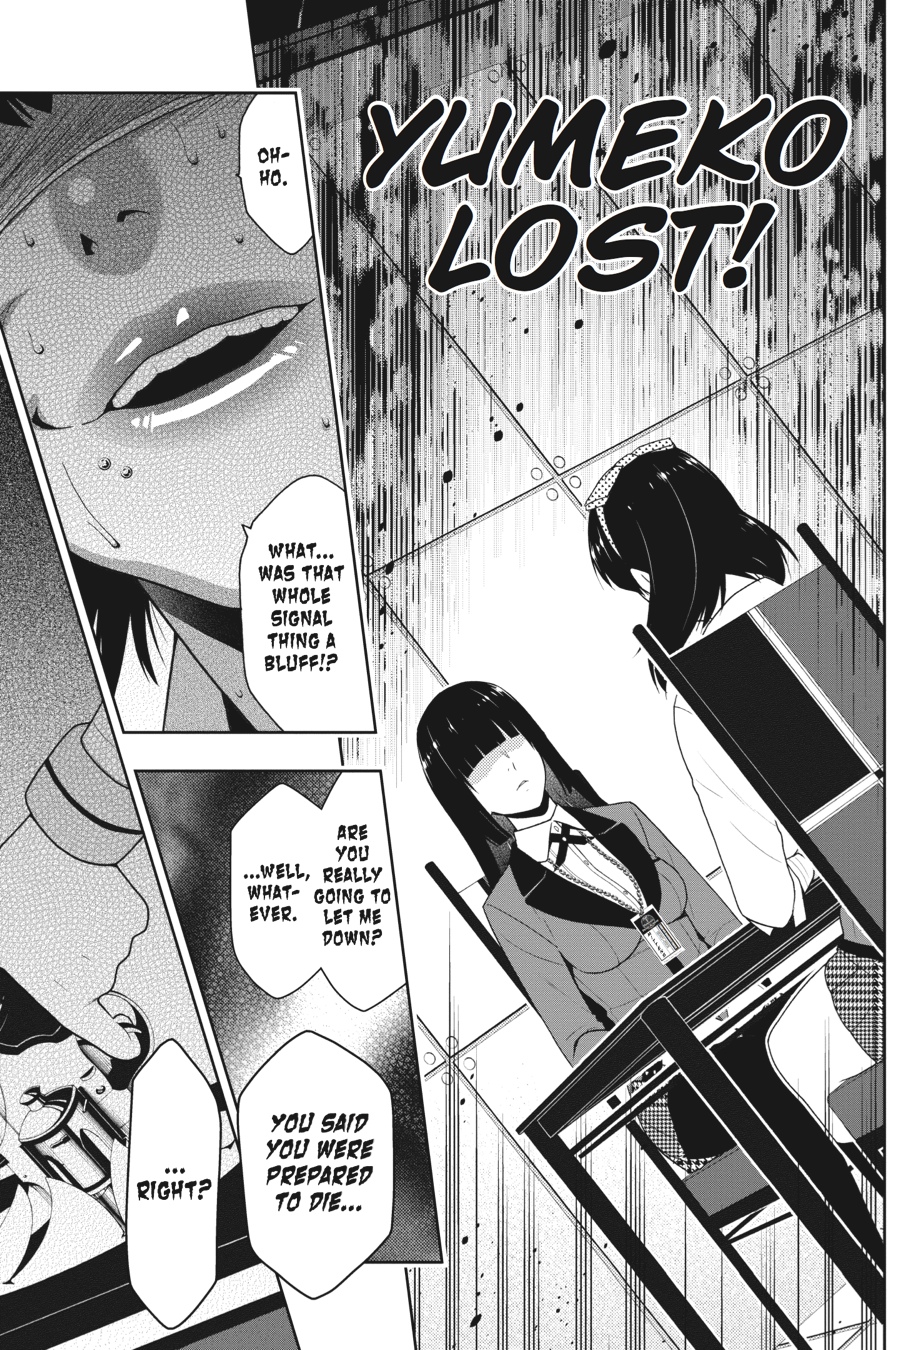 YUMEKO
LOST!
OH-
HO.
WHAT...
WAS THAT
WHOLE
SIGNAL
THING A
BLUFF!?
ARE
YOU
REALLY
GOING TO
LET ME
DOWN?
...WELL,
WHAT-
EVER.
YOU SAID
YOU WERE
PREPARED
TO DIE...
...
RIGHT?